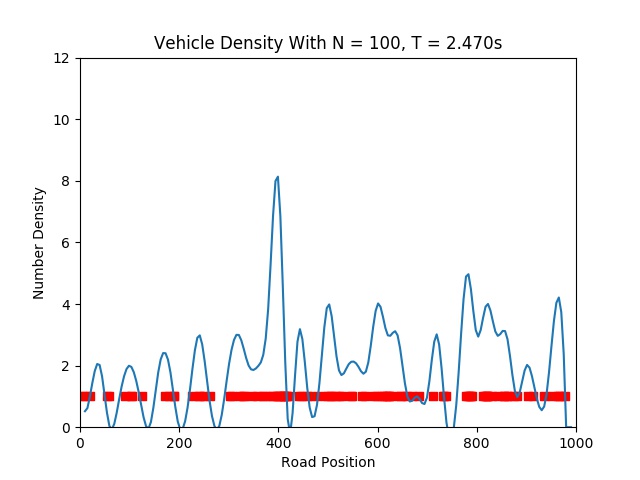 Vehicle Density With N = 100, T = 2.470s
12
10
8
6
4
2
0
Number Density
0 200 400 600 800 1000
Road Position